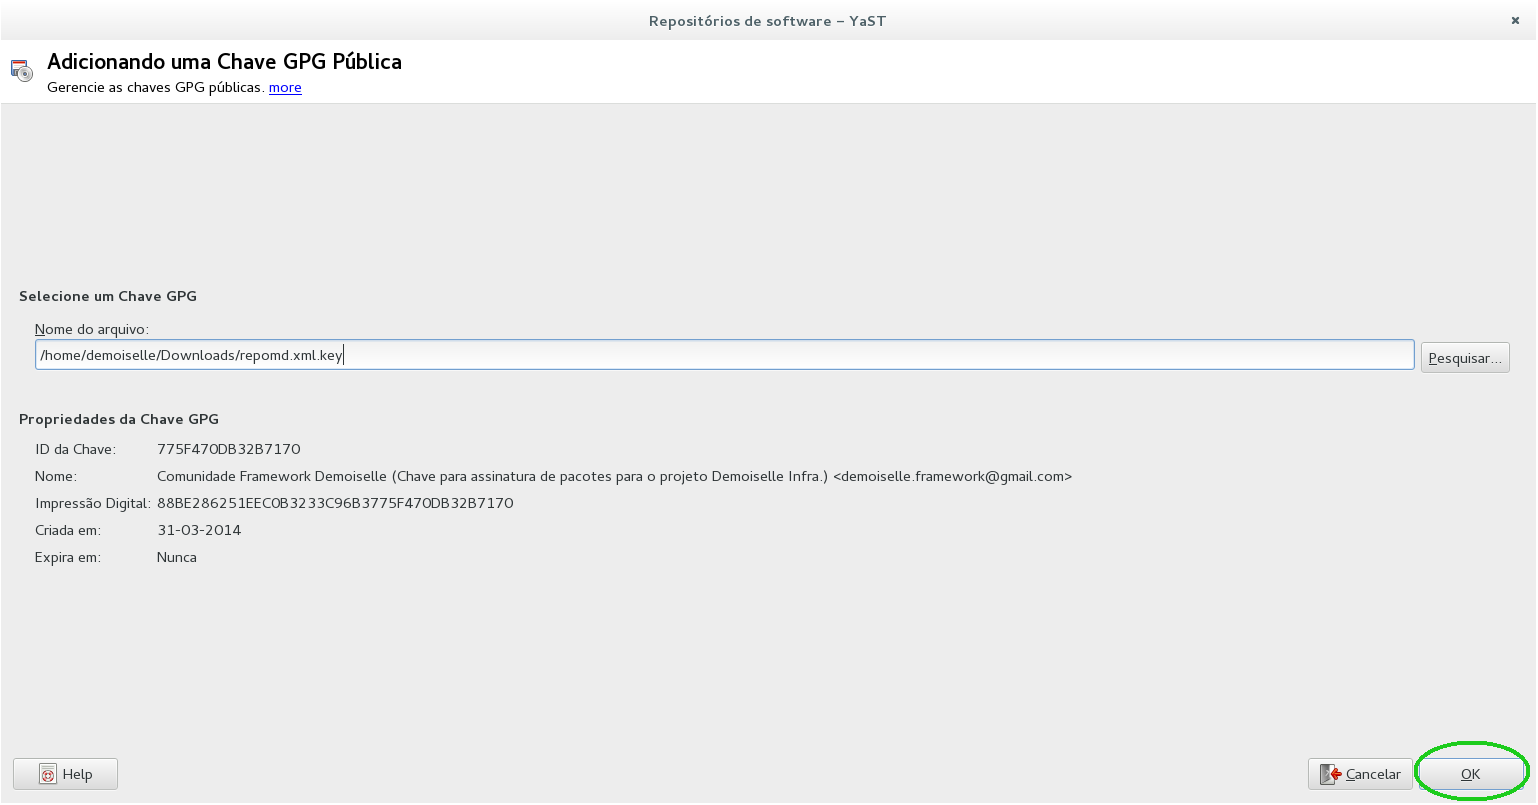 Repositórios de software – YaST
Adicionando uma Chave GPG Pública
Gerencie as chaves GPG públicas. more
Selecione um Chave GPG
Nome do arquivo:
/home/demoiselle/Downloads/repomd.xml.key
Pesquisar...
Propriedades da Chave GPG
ID da Chave: 775F470DB32B7170
Nome: Comunidade Framework Demoiselle (Chave para assinatura de pacotes para o projeto Demoiselle Infra.) <demoiselle.framework@gmail.com>
Impressão Digital: 88BE286251EEC0B3233C96B3775F470DB32B7170
Criada em: 31-03-2014
Expira em: Nunca
Help Cancelar OK